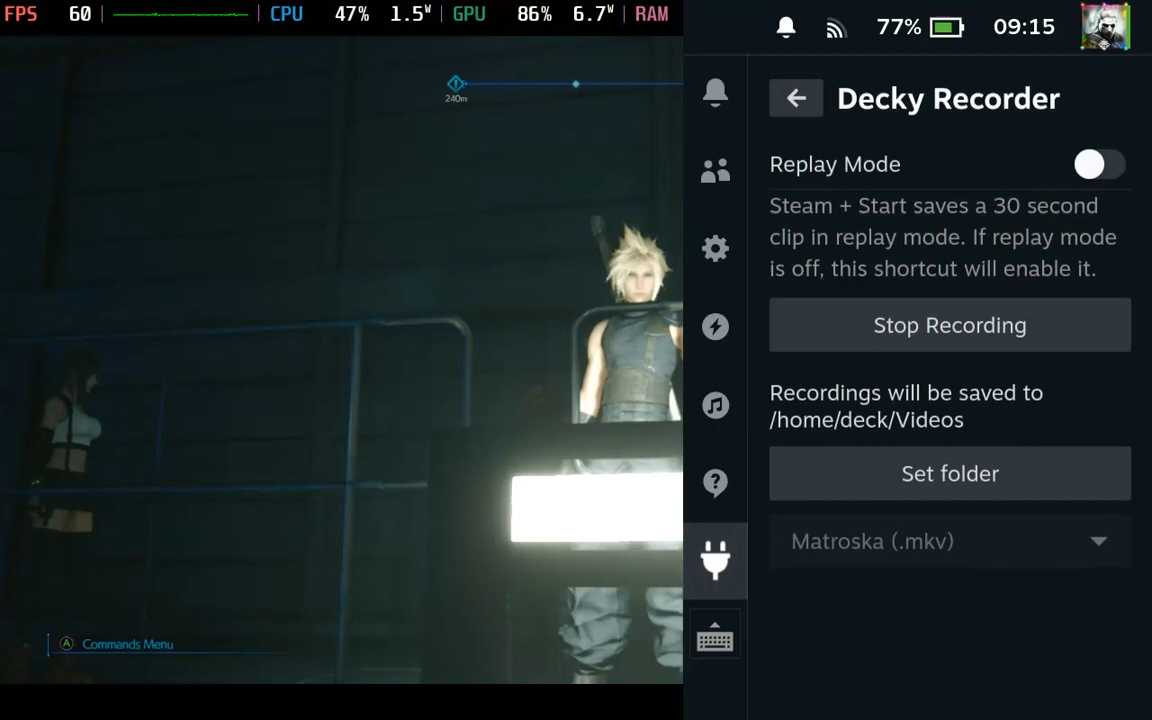 FPS 60 CPU 47% 1.5W GPU 86% 6.7W RAM
77% 09:15
240m
Decky Recorder
Replay Mode
Steam + Start saves a 30 second
clip in replay mode. If replay mode
is off, this shortcut will enable it.
Stop Recording
Recordings will be saved to
/home/deck/Videos
Set folder
Matroska (.mkv)
A Commands Menu